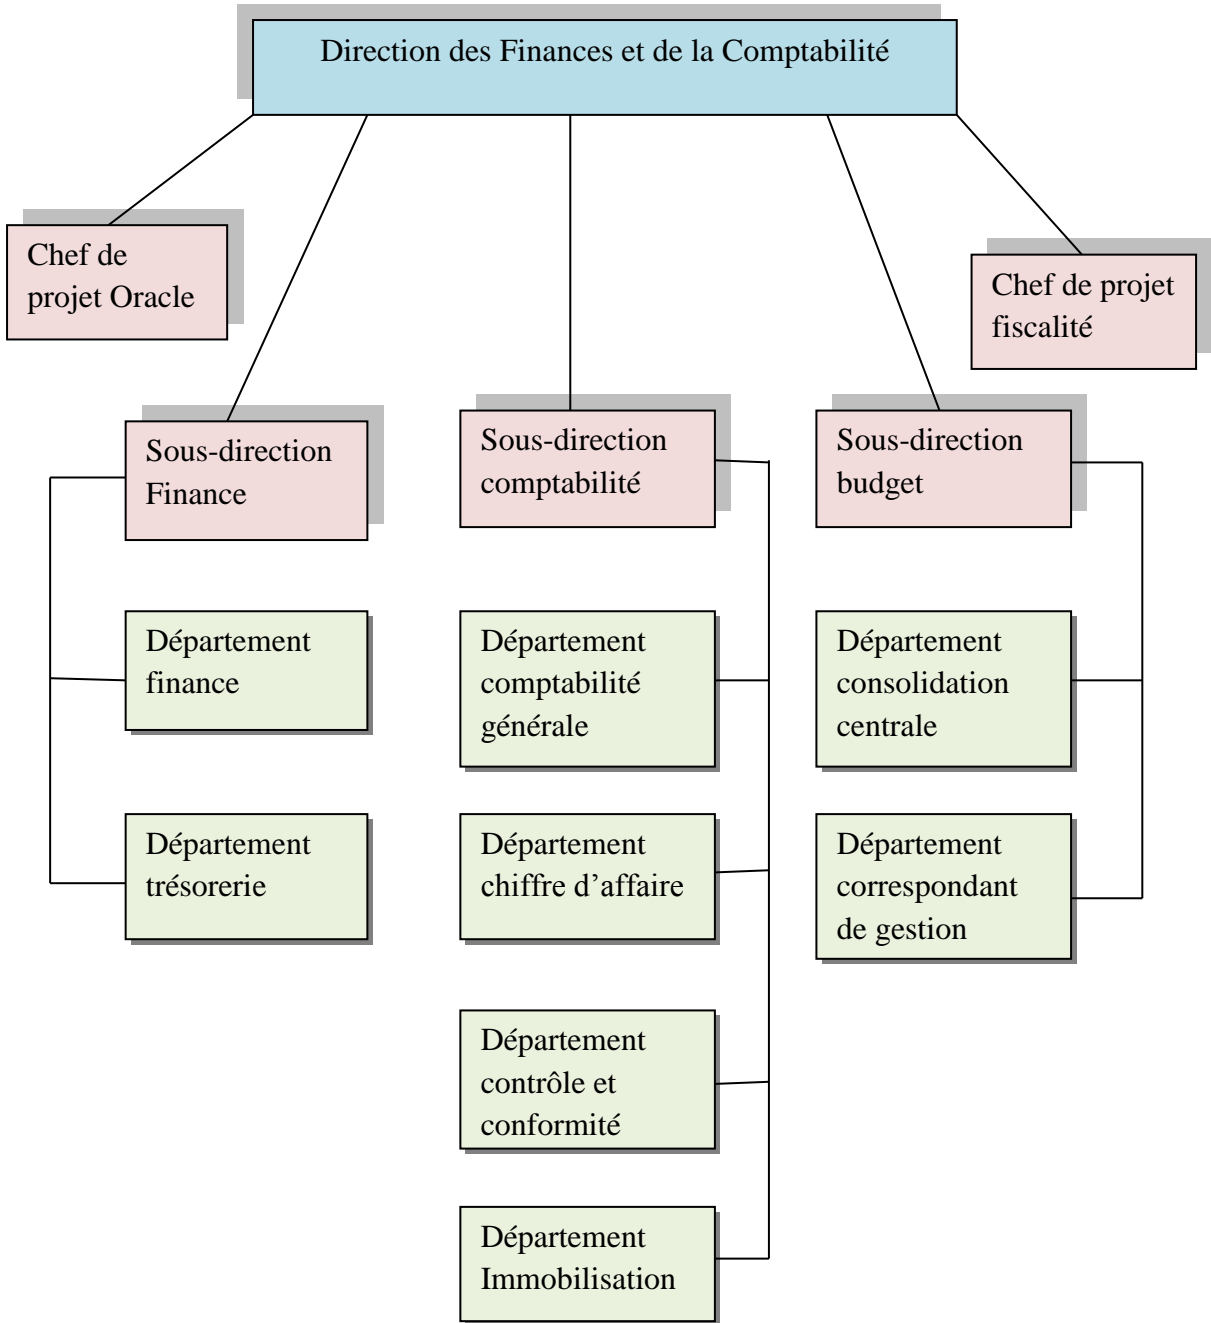 Direction des Finances et de la Comptabilité
Chef de
projet Oracle
Chef de projet
fiscalité
Sous-direction
Finance
Sous-direction
comptabilité
Sous-direction
budget
Département
finance
Département
comptabilité
générale
Département
consolidation
centrale
Département
trésorerie
Département
chiffre d’affaire
Département
correspondant
de gestion
Département
contrôle et
conformité
Département
Immobilisation